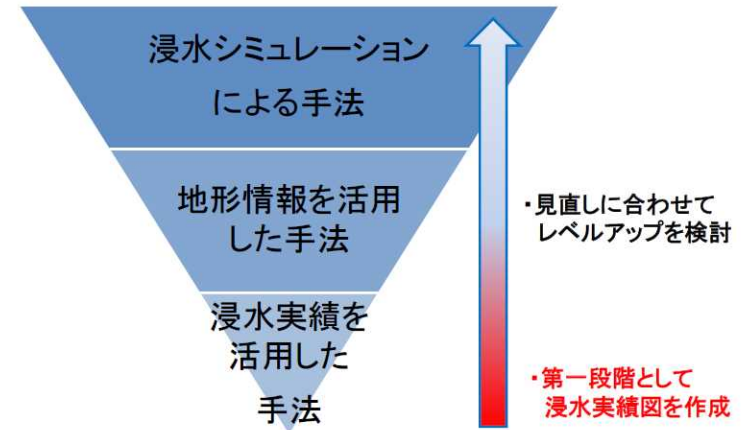 浸水シミュレーション
による手法
地形情報を活用
した手法
浸水実績を
活用した
手法
・見直しに合わせて
レベルアップを検討
・第一段階として
浸水実績図を作成